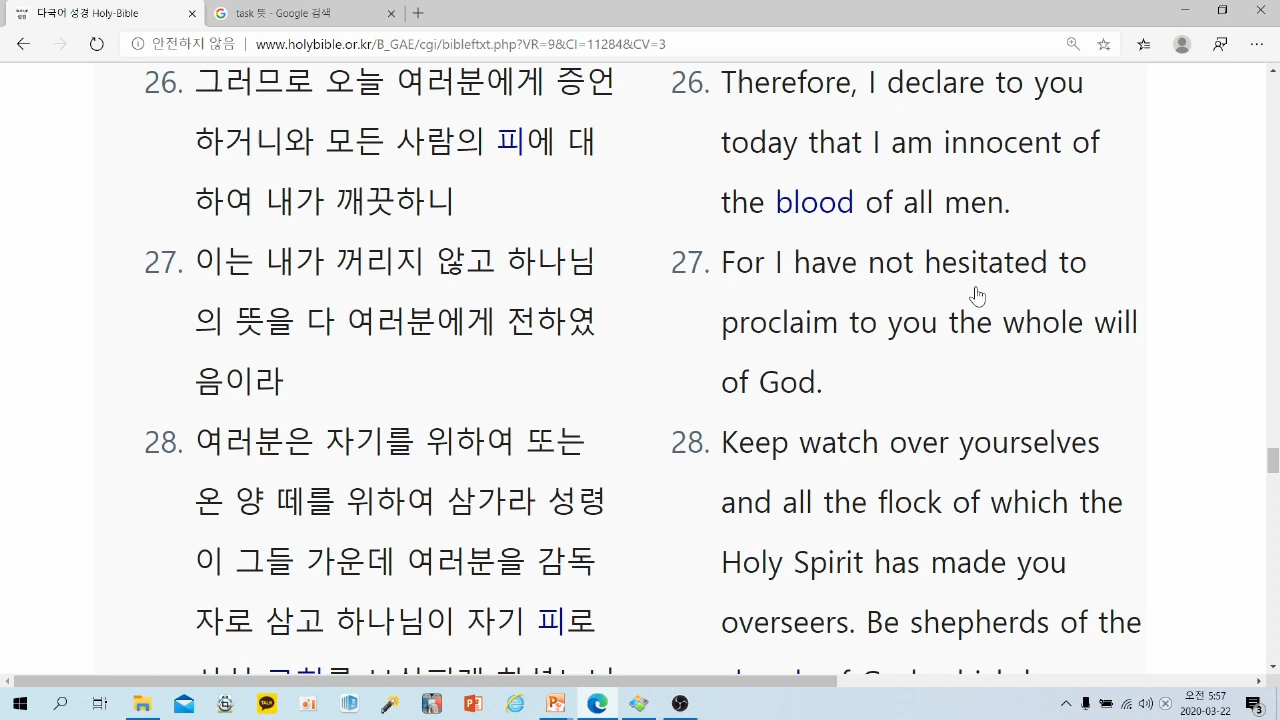 다국어 성경 Holy-Bible
task 뜻 - Google 검색
안전하지 않음
www.holybible.or.kr/B_GAE/cgi/bibleftxt.php?VR=9&CI=11284&CV=3
26. 그러므로 오늘 여러분에게 증언
하거니와 모든 사람의 피에 대
하여 내가 깨끗하니
27. 이는 내가 꺼리지 않고 하나님
의 뜻을 다 여러분에게 전하였
음이라
28. 여러분은 자기를 위하여 또는
온 양 떼를 위하여 삼가라 성령
이 그들 가운데 여러분을 감독
자로 삼고 하나님이 자기 피로
26. Therefore, I declare to you
today that I am innocent of
the blood of all men.
27. For I have not hesitated to
proclaim to you the whole will
of God.
28. Keep watch over yourselves
and all the flock of which the
Holy Spirit has made you
overseers. Be shepherds of the
TALK
오전 5:57
2020-03-22
3